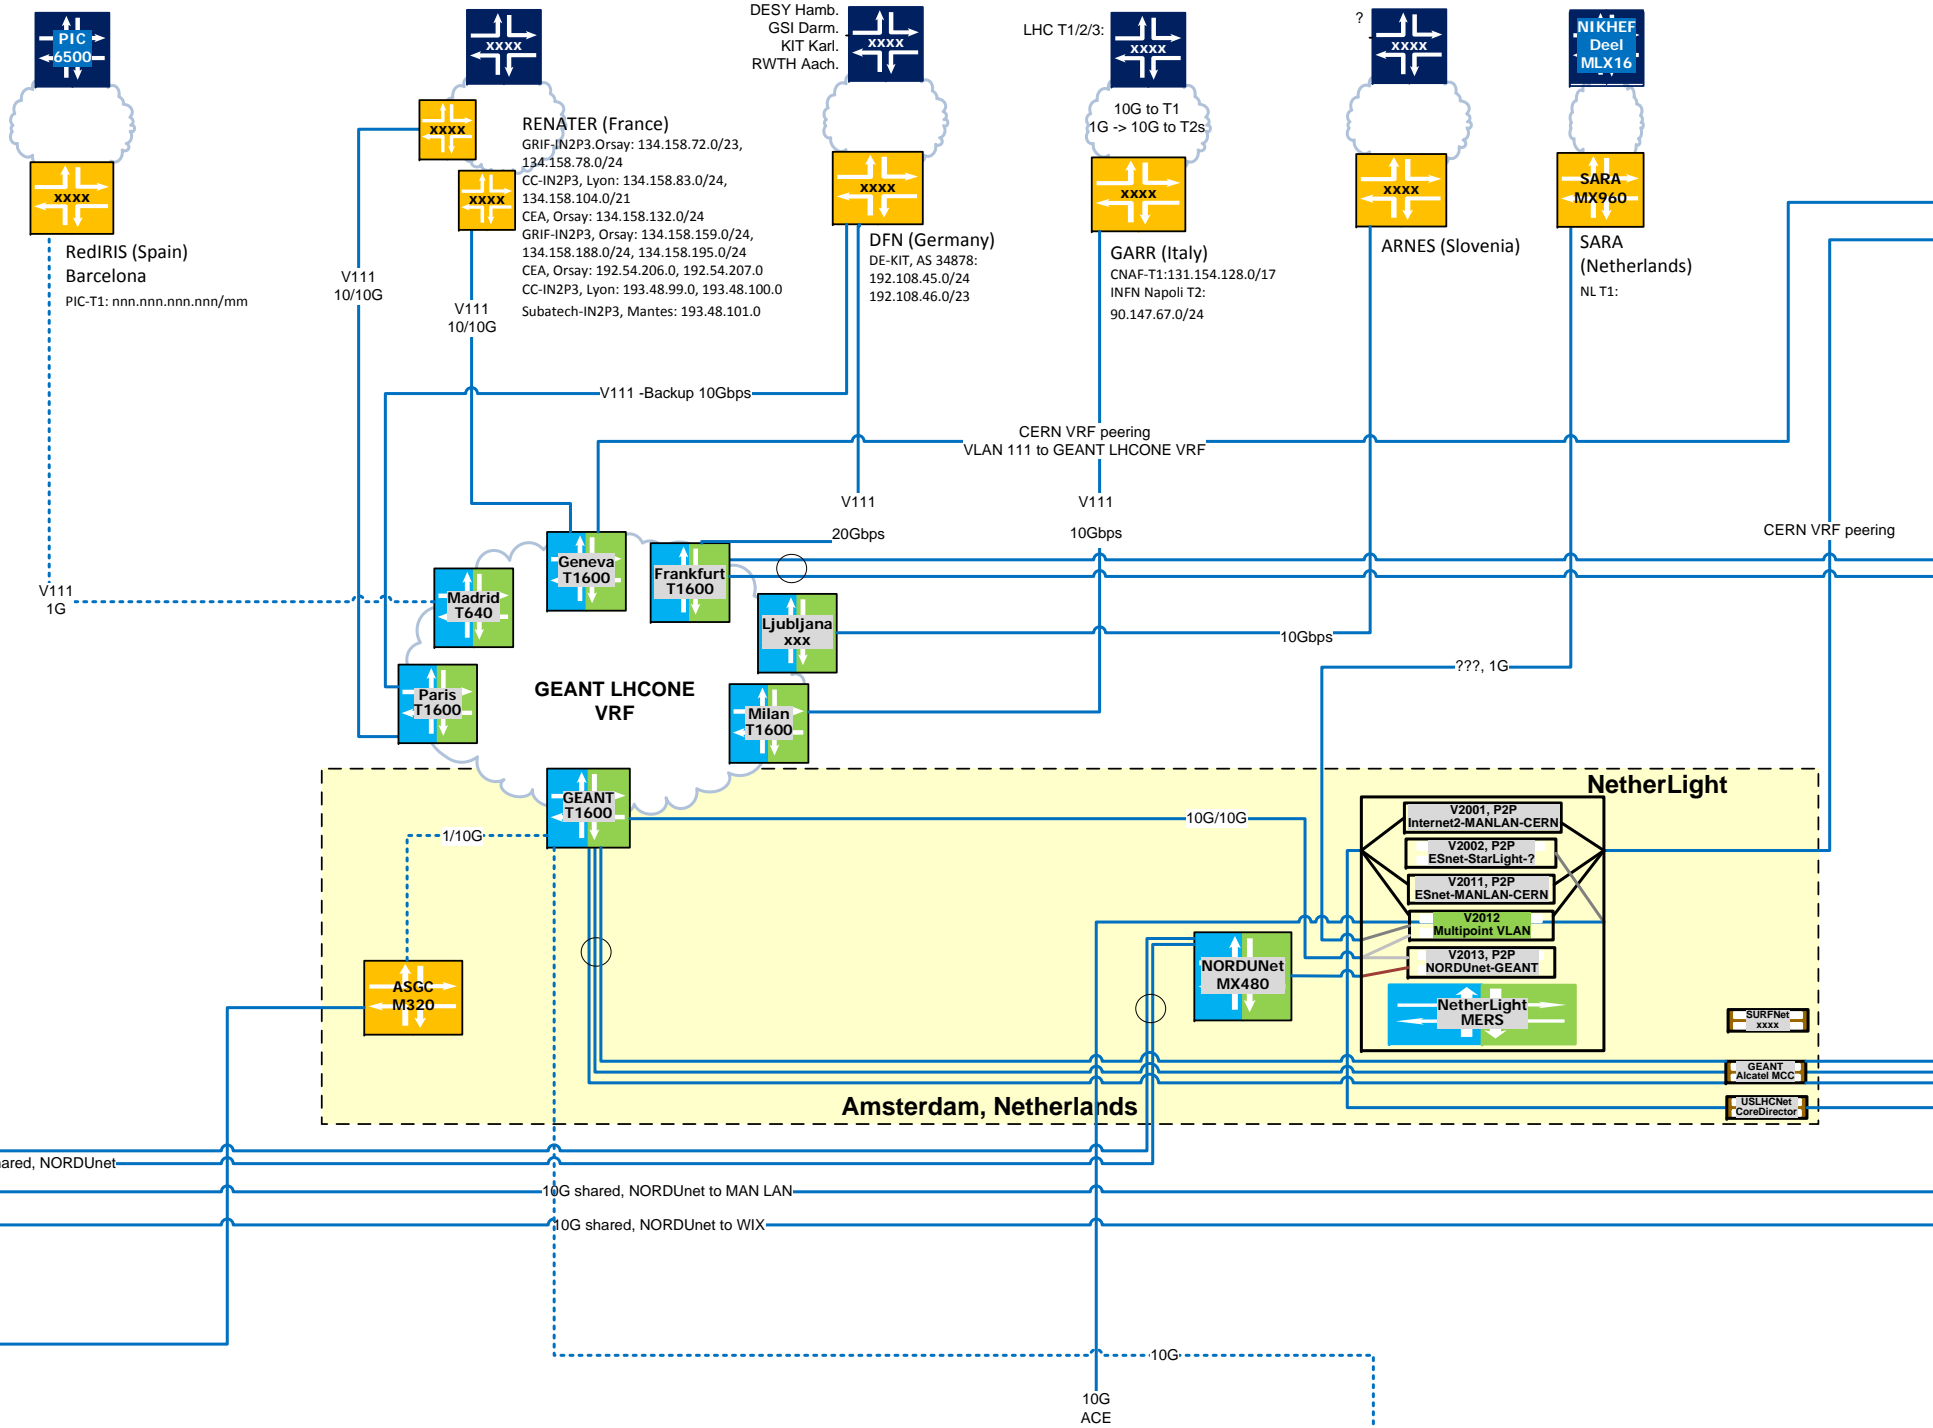 PIC
6500
xxxx
RedIRIS (Spain)
Barcelona
PIC-T1: nnn.nnn.nnn.nnn/mm
V111
1G
xxxx
xxxx
xxxx
RENATER (France)
GRIF-IN2P3.Orsay: 134.158.72.0/23,
134.158.78.0/24
CC-IN2P3, Lyon: 134.158.83.0/24,
134.158.104.0/21
CEA, Orsay: 134.158.132.0/24
GRIF-IN2P3, Orsay: 134.158.159.0/24,
134.158.188.0/24, 134.158.195.0/24
CEA, Orsay: 192.54.206.0, 192.54.207.0
CC-IN2P3, Lyon: 193.48.99.0, 193.48.100.0
Subatech-IN2P3, Mantes: 193.48.101.0
V111
10/10G
V111
10/10G
DESY Hamb.
GSI Darm.
KIT Karl.
RWTH Aach.
xxxx
xxxx
DFN (Germany)
DE-KIT, AS 34878:
192.108.45.0/24
192.108.46.0/23
LHC T1/2/3:
xxxx
10G to T1
1G -> 10G to T2s
xxxx
GARR (Italy)
CNAF-T1:131.154.128.0/17
INFN Napoli T2:
90.147.67.0/24
?
xxxx
xxxx
ARNES (Slovenia)
NIKHEF
Deel
MLX16
SARA
MX960
SARA
(Netherlands)
NL T1:
V111 -Backup 10Gbps
CERN VRF peering
VLAN 111 to GEANT LHCONE VRF
V111
20Gbps
V111
10Gbps
CERN VRF peering
Geneva
T1600
Frankfurt
T1600
Madrid
T640
Ljubljana
xxx
10Gbps
???, 1G
Paris
T1600
GEANT LHCONE
VRF
Milan
T1600
NetherLight
GEANT
T1600
1/10G
10G/10G
V2001, P2P
Internet2-MANLAN-CERN
V2002, P2P
ESnet-StarLight-?
V2011, P2P
ESnet-MANLAN-CERN
V2012
Multipoint VLAN
V2013, P2P
NORDUnet-GEANT
NetherLight
MERS
ASGC
M320
NORDUNet
MX480
SURFNet
xxxx
GEANT
Alcatel MCC
USLHCNet
CoreDirector
Amsterdam, Netherlands
ared, NORDUnet
10G shared, NORDUnet to MAN LAN
10G shared, NORDUnet to WIX
10G
10G
ACE